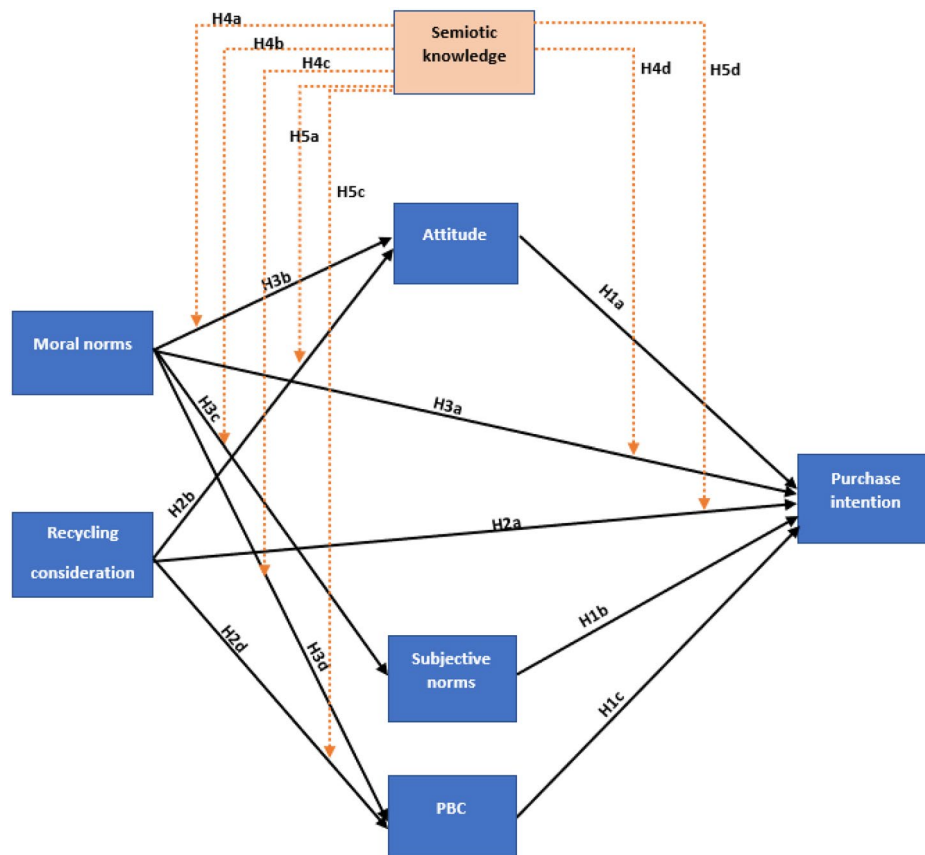 H4a
Semiotic
knowledge
H4b
H4c
H4d
H5d
H5a
H5c
Attitude
H3b
H1a
Moral norms
H3c
H3a
H2b
Purchase
intention
Recycling
consideration
H2a
H2d
H3d
H1b
Subjective
norms
H1c
PBC